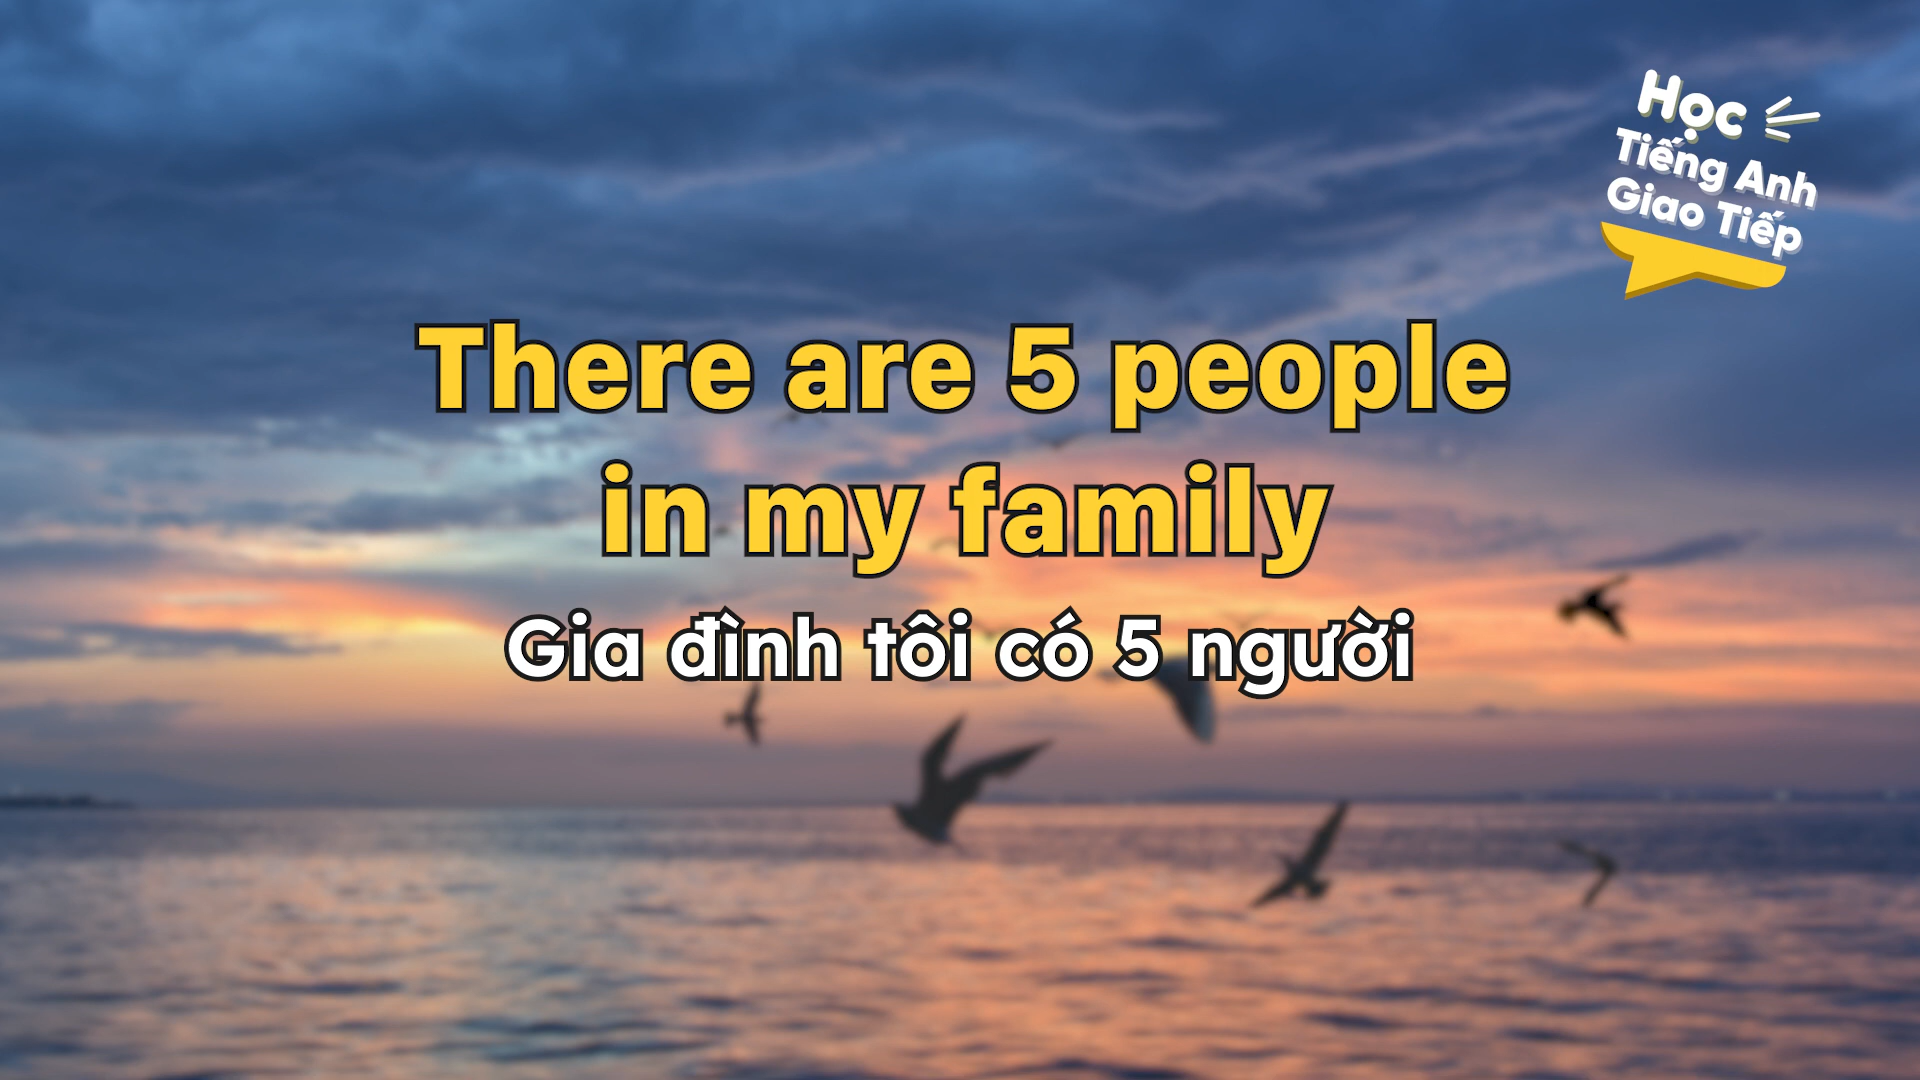 Học
Tiếng Anh
Giao Tiếp
There are 5 people
in my family
Gia đình tôi có 5 người